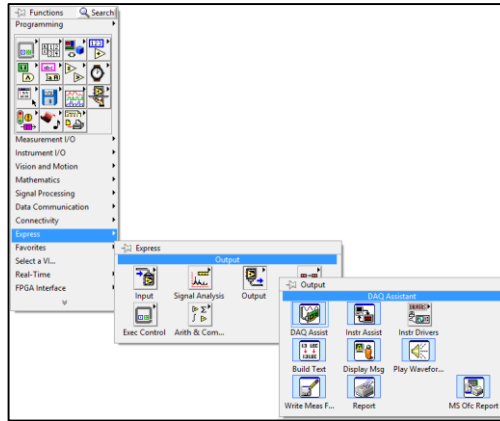 Functions
Search
Programming
Measurement I/O
Instrument I/O
Vision and Motion
Mathematics
Signal Processing
Data Communication
Connectivity
Express
Favorites
Select a VI...
Real-Time
FPGA Interface
Express
Output
Input
Signal Analysis
Output
Exec Control
Arith & Com...
Output
DAQ Assistant
DAQ Assist
Instr Assist
Instr Drivers
Build Text
Display Msg
Play Wavefor...
Write Meas F...
Report
MS Ofc Report